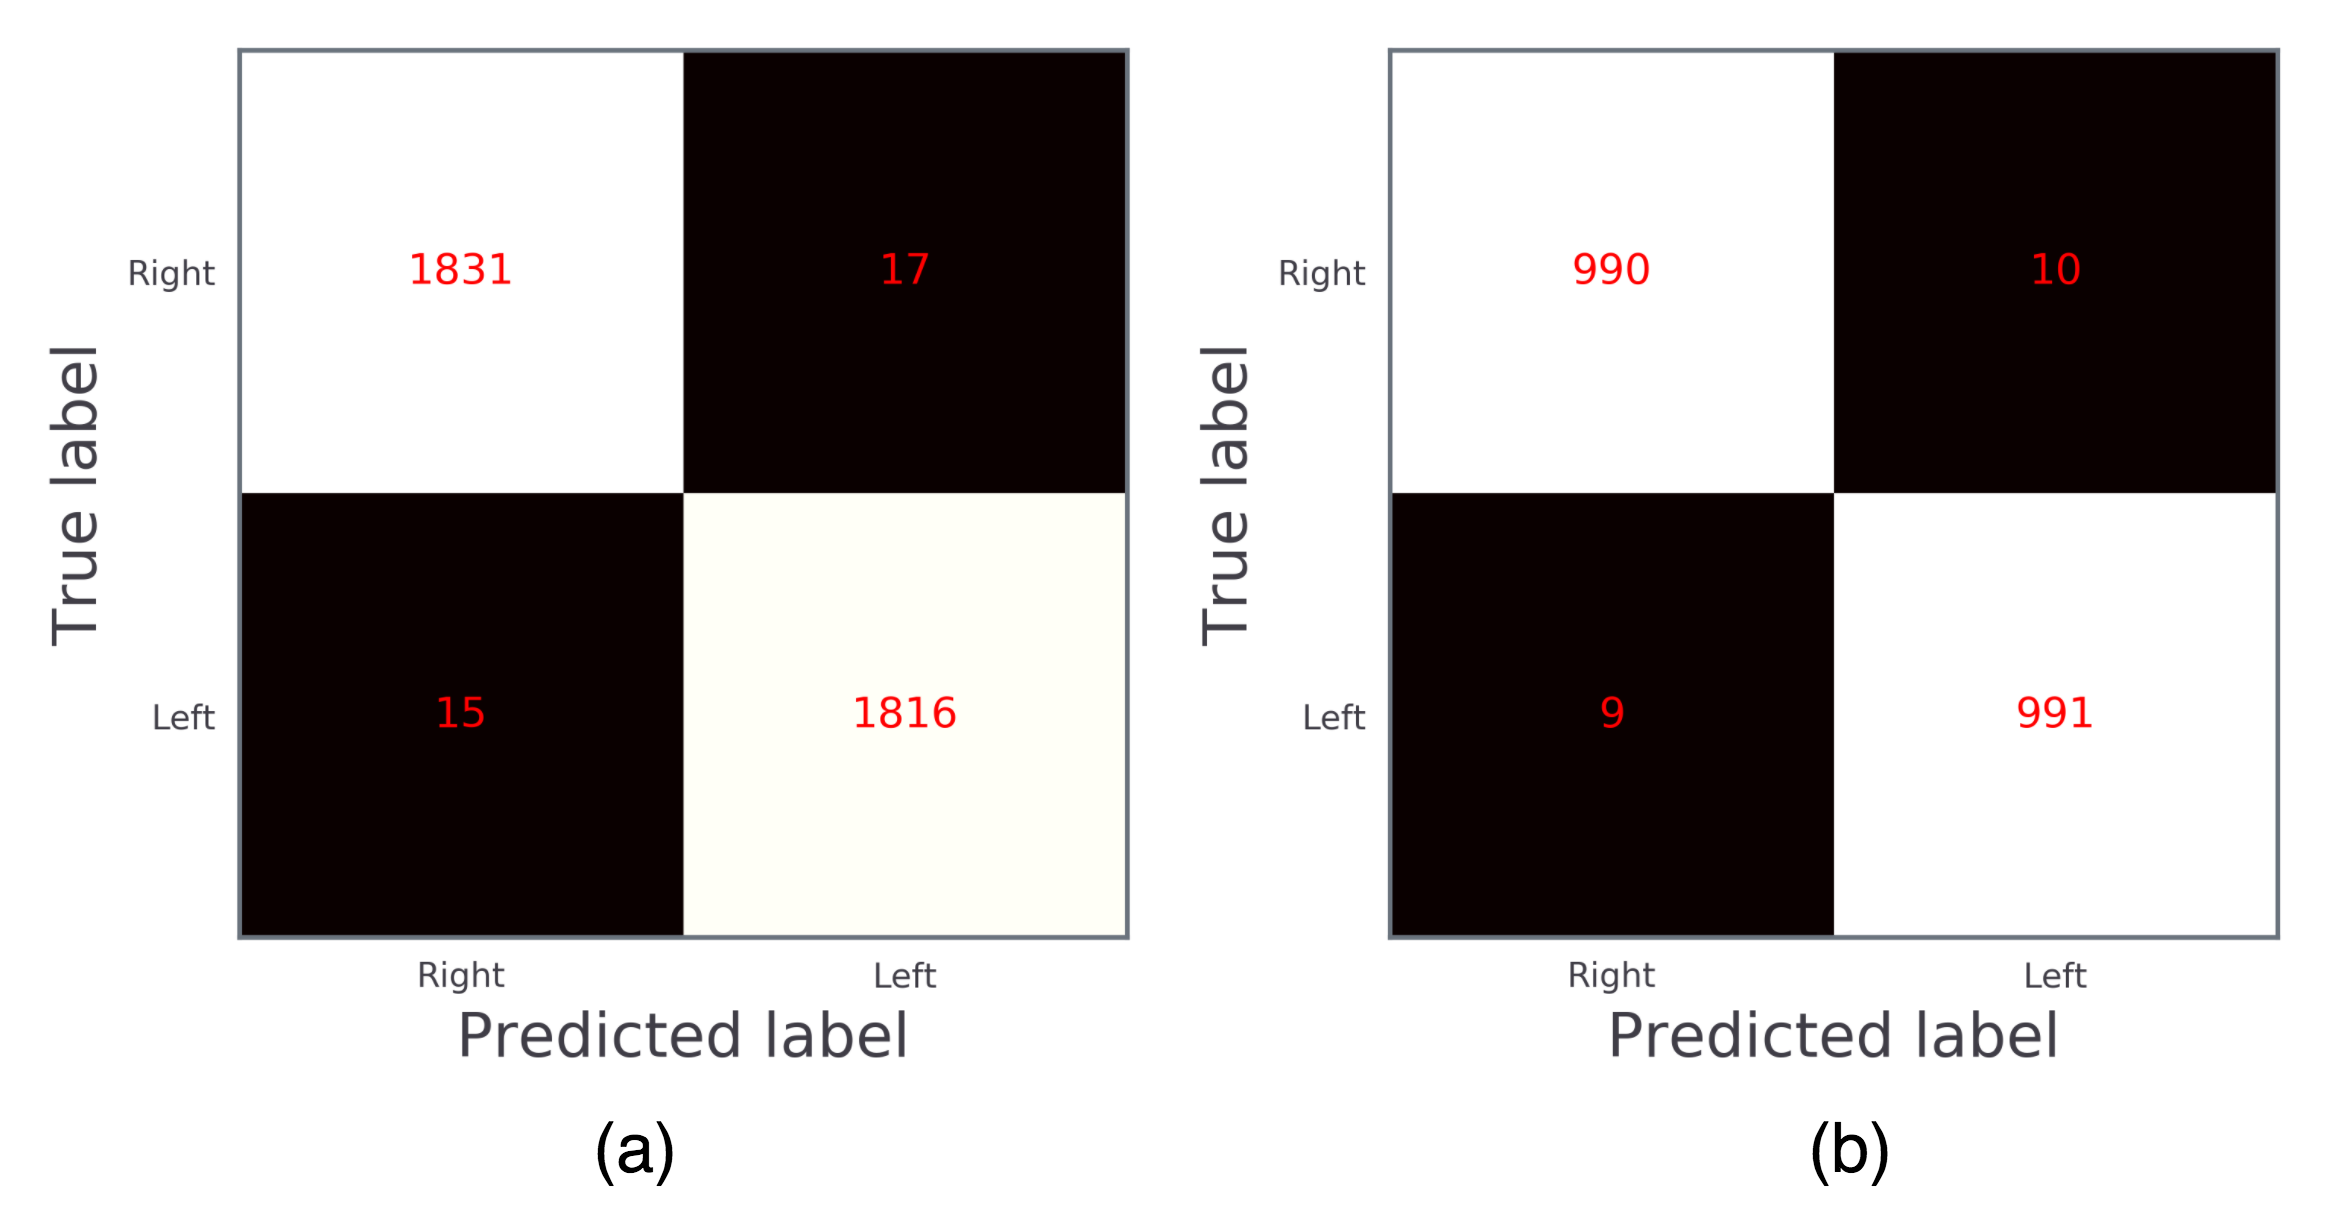 True label
Right
1831
17
Left
15
1816
Right
Left
Predicted label
(a)
True label
Right
990
10
Left
9
991
Right
Left
Predicted label
(b)